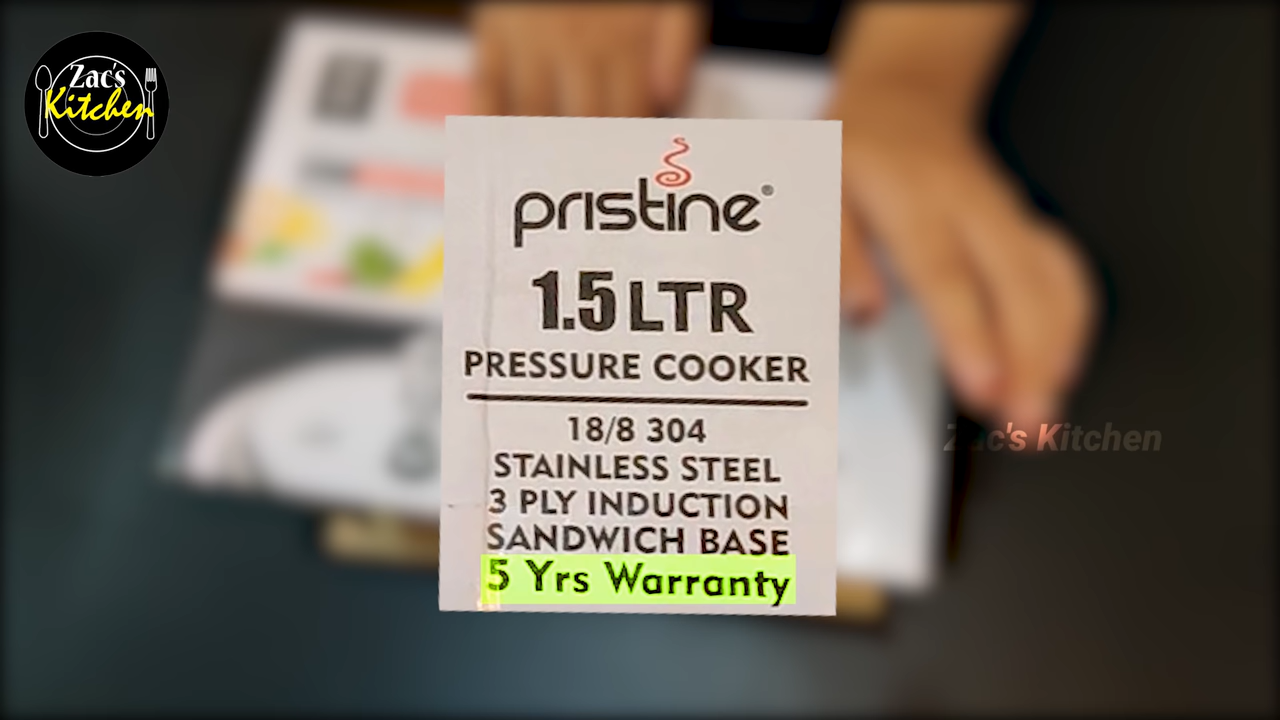 Zac's
Kitchen
pristine®
1.5 LTR
PRESSURE COOKER
18/8 304
STAINLESS STEEL
3 PLY INDUCTION
SANDWICH BASE
5 Yrs Warranty
Zac's Kitchen